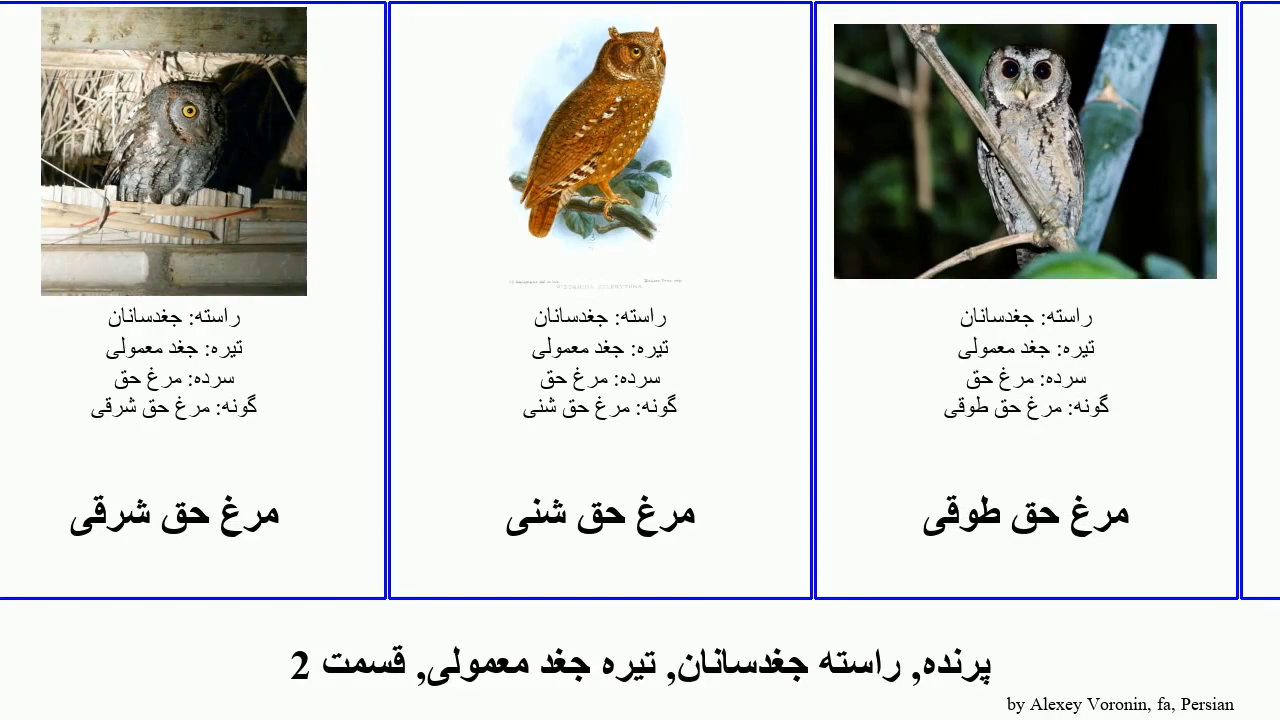 راسته: جغدسانان
تیره: جغد معمولی
سرده: مرغ حق
گونه: مرغ حق شرقی
مرغ حق شرقی
راسته: جغدسانان
تیره: جغد معمولی
سرده: مرغ حق
گونه: مرغ حق شنی
مرغ حق شنی
راسته: جغدسانان
تیره: جغد معمولی
سرده: مرغ حق
گونه: مرغ حق طوقی
مرغ حق طوقی
پرنده, راسته جغدسانان, تیره جغد معمولی, قسمت 2
by Alexey Voronin, fa, Persian